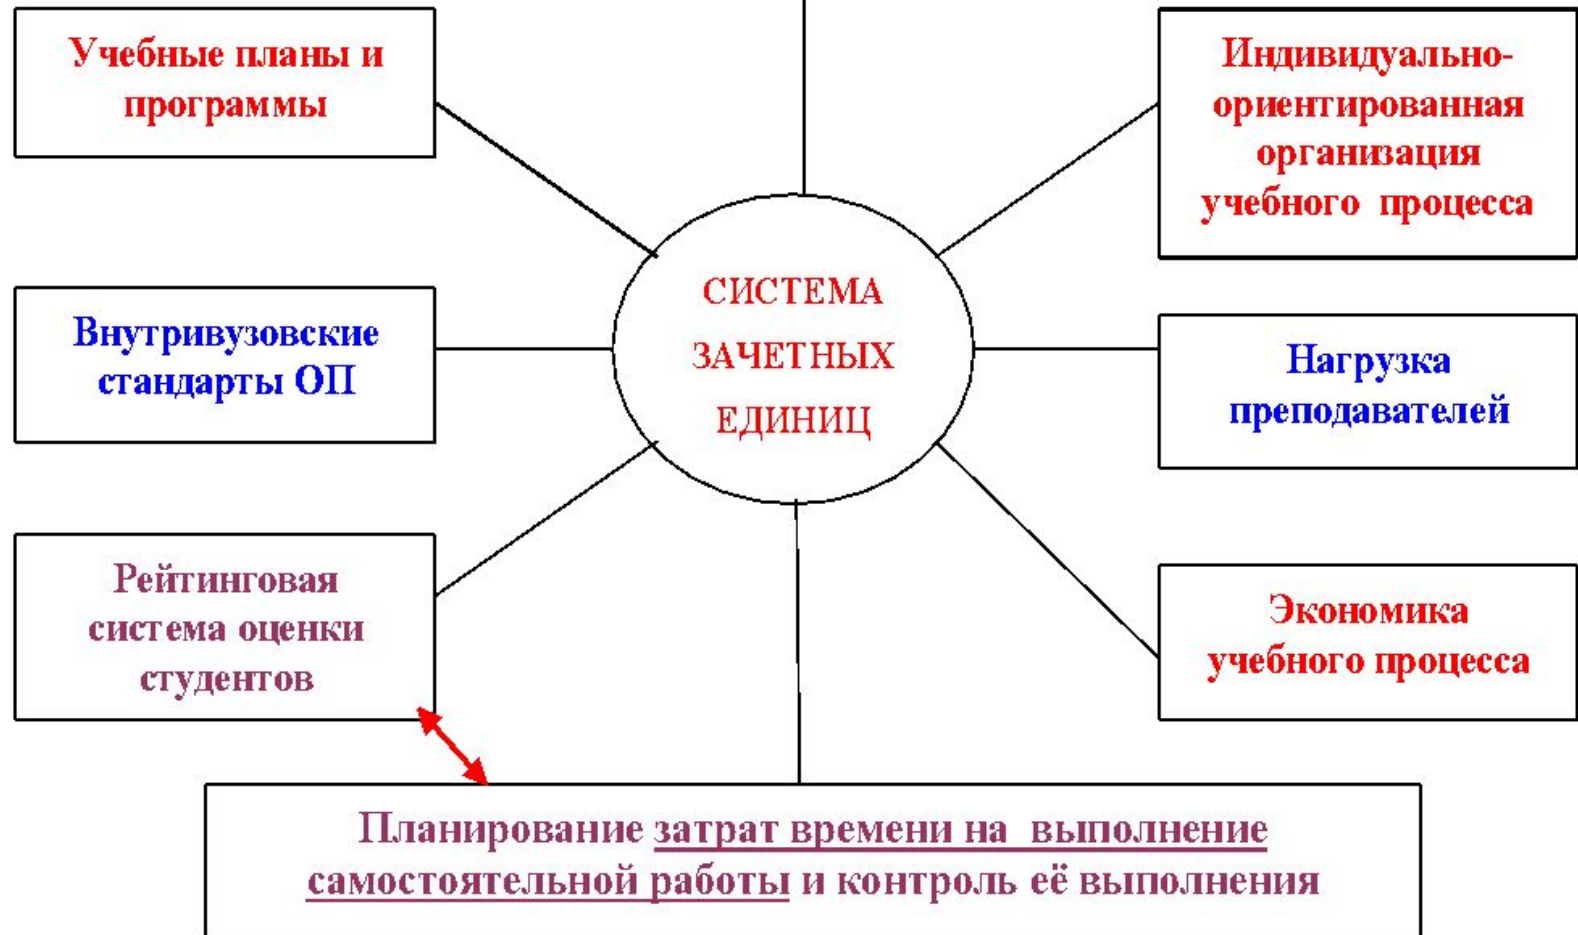 Учебные планы и
программы
Индивидуально-
ориентированная
организация
учебного процесса
СИСТЕМА
ЗАЧЕТНЫХ
ЕДИНИЦ
Внутривузовские
стандарты ОП
Нагрузка
преподавателей
Рейтинговая
система оценки
студентов
Экономика
учебного процесса
Планирование затрат времени на выполнение
самостоятельной работы и контроль её выполнения